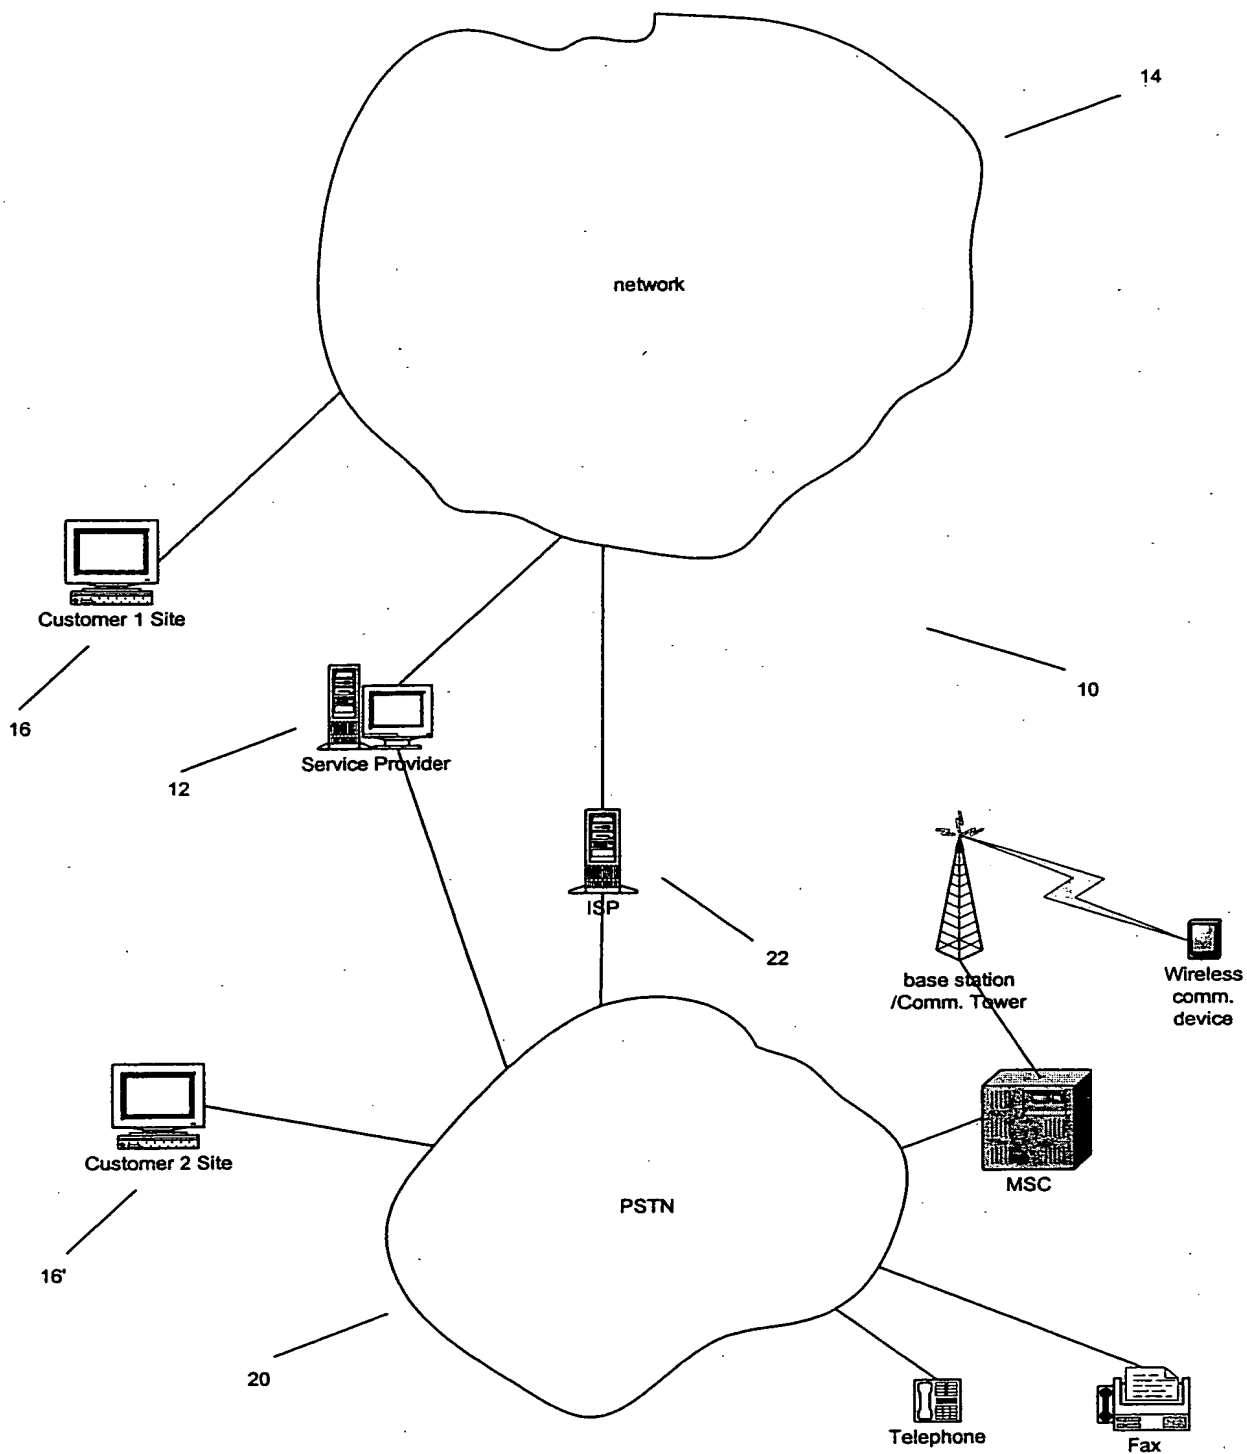 14
network
Customer 1 Site
10
16
Service Provider
12
ISP
22
base station
/Comm. Tower
Wireless
comm.
device
Customer 2 Site
MSC
PSTN
16'
20
Telephone
Fax